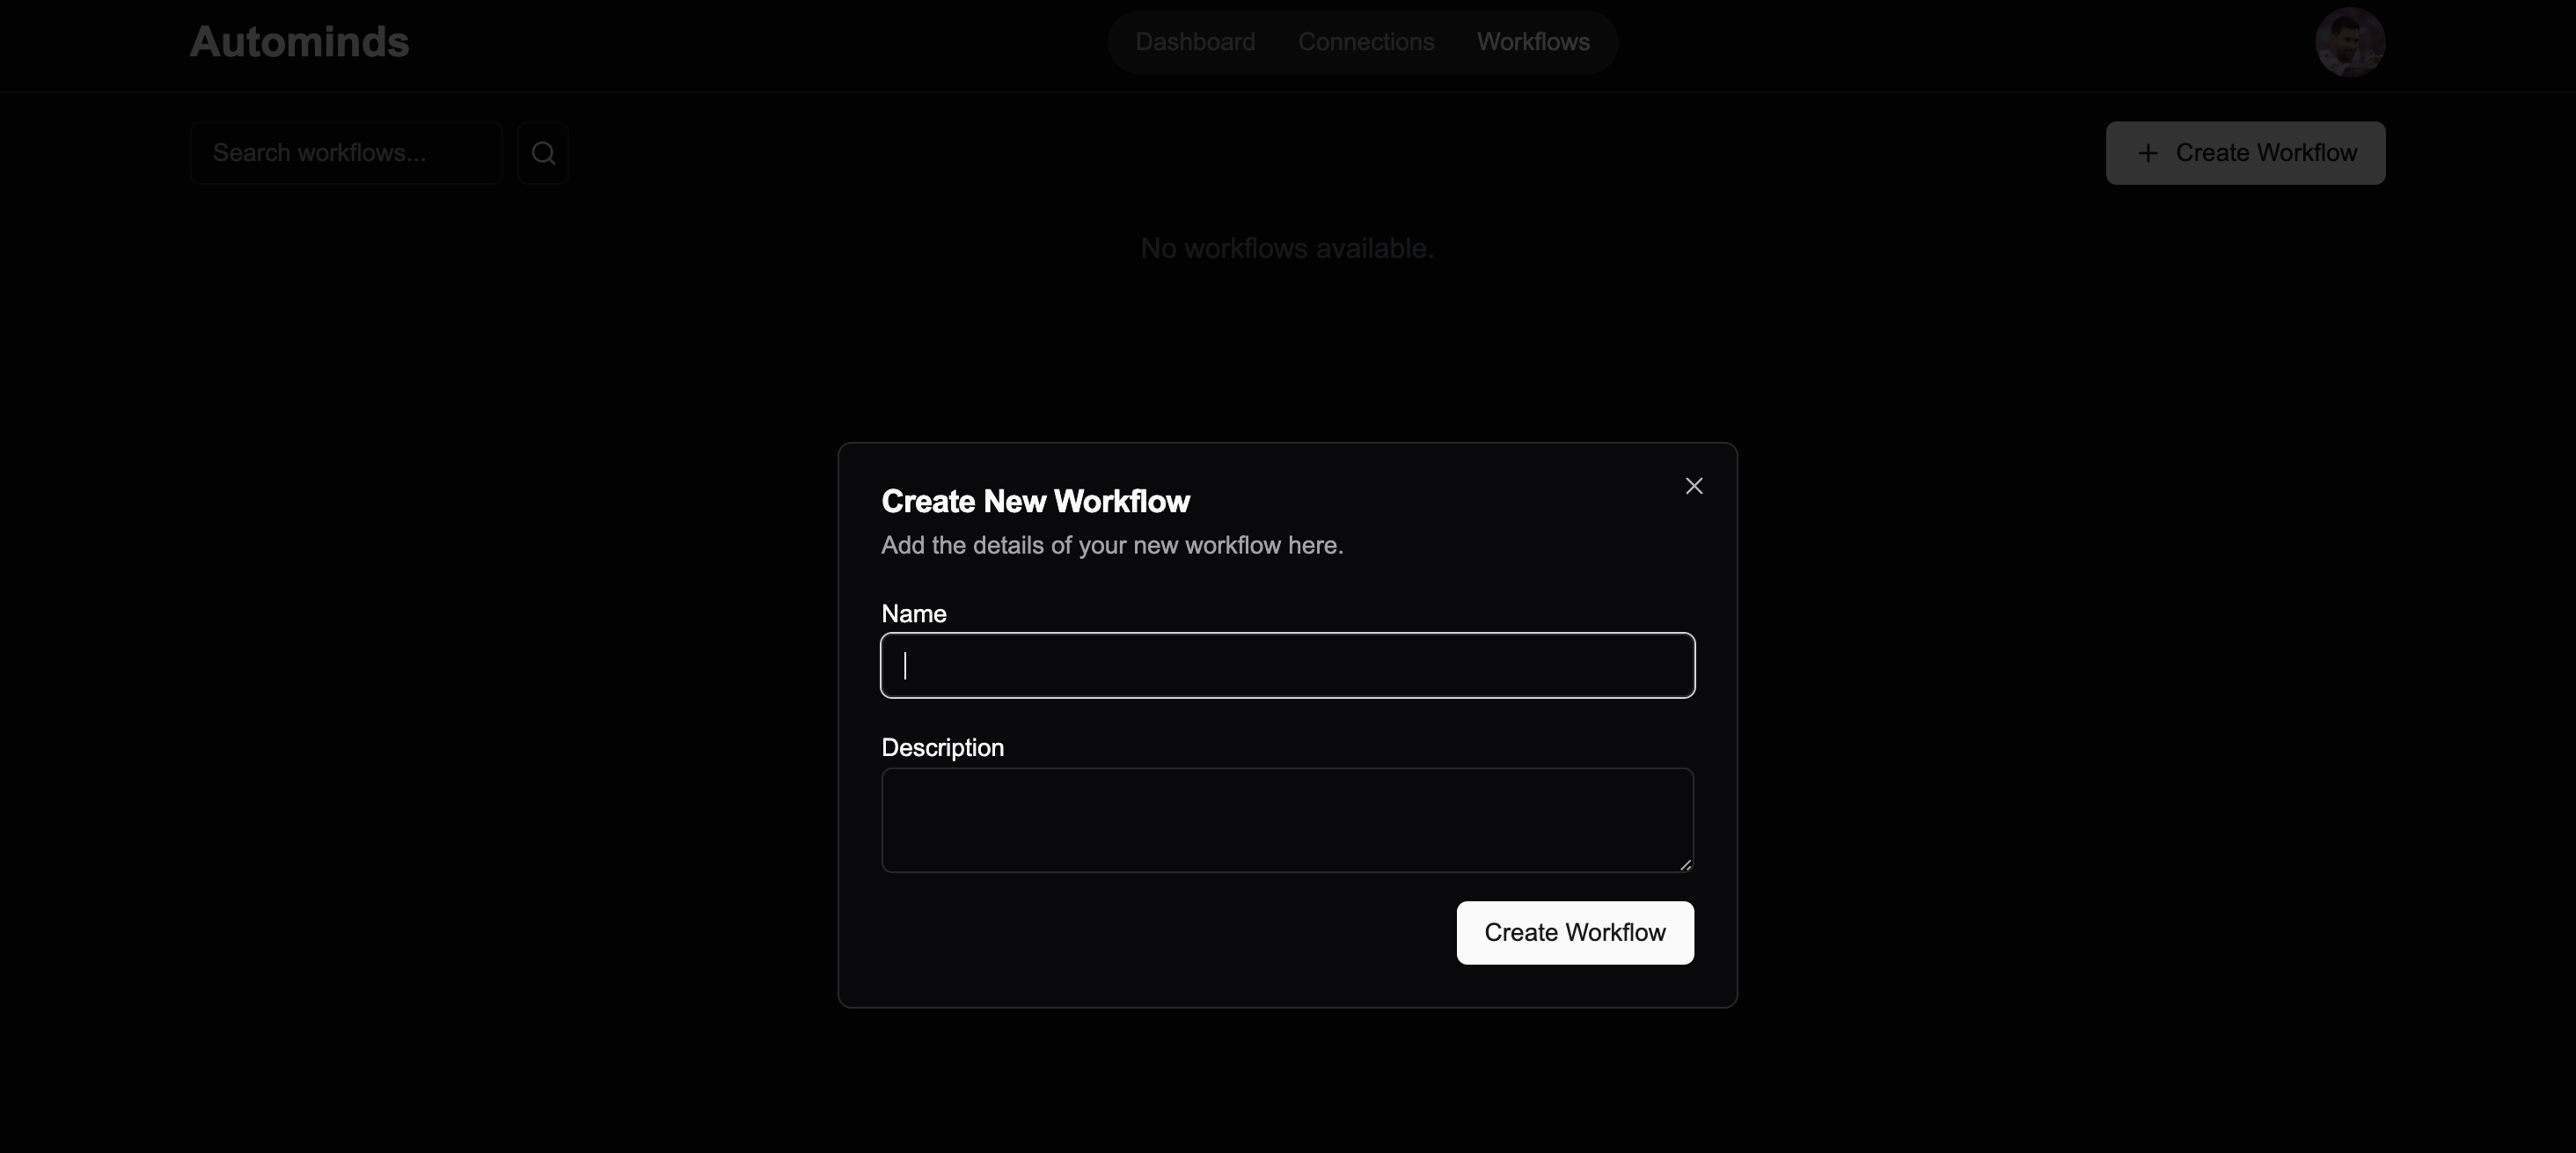 Autominds
Dashboard Connections Workflows
Search workflows...
Create Workflow
No workflows available.
Create New Workflow
Add the details of your new workflow here.
Name
Description
Create Workflow